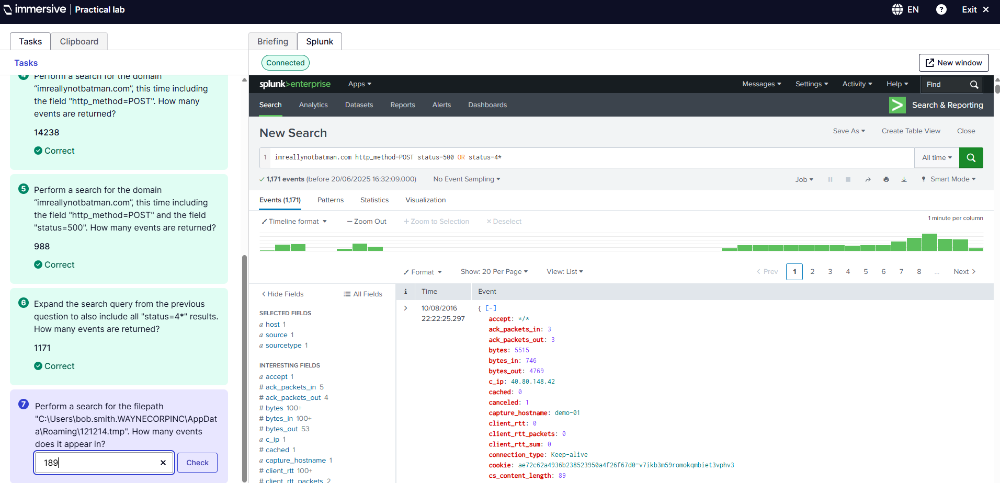 immersive Practical lab
EN
Exit
Tasks
Clipboard
Briefing
Splunk
Tasks
Connected
New window
4 Perform a search for the domain
“imreallynotbatman.com”, this time including
the field "http_method=POST". How many
events are returned?
14238
Correct
5 Perform a search for the domain
“imreallynotbatman.com”, this time including
the field "http_method=POST" and the field
"status=500". How many events are returned?
988
Correct
6 Expand the search query from the previous
question to also include all "status=4*" results.
How many events are returned?
1171
Correct
7 Perform a search for the filepath
"C:\Users\bob.smith.WAYNECORPINC\AppDat
a\Roaming\121214.tmp". How many events
does it appear in?
189
Check
splunk>enterprise
Apps
Messages
Settings
Activity
Help
Find
Search
Analytics
Datasets
Reports
Alerts
Dashboards
Search & Reporting
New Search
Save As
Create Table View
Close
1 imreallynotbatman.com http_method=POST status=500 OR status=4*
All time
1,171 events (before 20/06/2025 16:32:09.000)
No Event Sampling
Job
Smart Mode
Events (1,171)
Patterns
Statistics
Visualization
Timeline format
— Zoom Out
+ Zoom to Selection
× Deselect
1 minute per column
Format
Show: 20 Per Page
View: List
< Prev 1 2 3 4 5 6 7 8 ... Next >
< Hide Fields
All Fields
SELECTED FIELDS
a host 1
a source 1
a sourcetype 1
INTERESTING FIELDS
a accept 1
# ack_packets_in 5
# ack_packets_out 4
# bytes 100+
# bytes_in 100+
# bytes_out 53
a c_ip 1
# cached 1
a capture_hostname 1
# client_rtt 100+
# client_rtt_packets 2
i Time Event
> 10/08/2016
22:22:25.297
{ [-]
accept: */*
ack_packets_in: 3
ack_packets_out: 3
bytes: 5515
bytes_in: 746
bytes_out: 4769
c_ip: 40.80.148.42
cached: 0
canceled: 1
capture_hostname: demo-01
client_rtt: 0
client_rtt_packets: 0
client_rtt_sum: 0
connection_type: Keep-alive
cookie: ae72c62a4936b238523950a4f26f67d0=v7ikb3m59romokqmbiet3vphv3
cs_content_length: 89